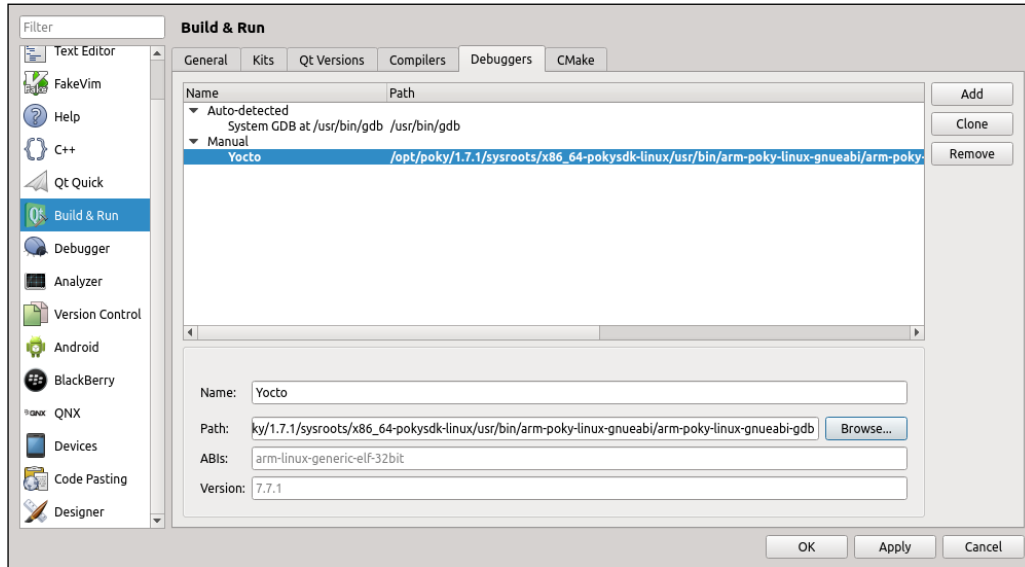 Filter
Text Editor
FakeVim
Help
C++
Qt Quick
Build & Run
Debugger
Analyzer
Version Control
Android
BlackBerry
QNX QNX
Devices
Code Pasting
Designer
Build & Run
General Kits Qt Versions Compilers Debuggers CMake
Name Path
Auto-detected
System GDB at /usr/bin/gdb /usr/bin/gdb
Manual
Yocto /opt/poky/1.7.1/sysroots/x86_64-pokysdk-linux/usr/bin/arm-poky-linux-gnueabi/arm-poky-
Add
Clone
Remove
Name: Yocto
Path: ky/1.7.1/sysroots/x86_64-pokysdk-linux/usr/bin/arm-poky-linux-gnueabi/arm-poky-linux-gnueabi-gdb Browse...
ABIs: arm-linux-generic-elf-32bit
Version: 7.7.1
OK Apply Cancel